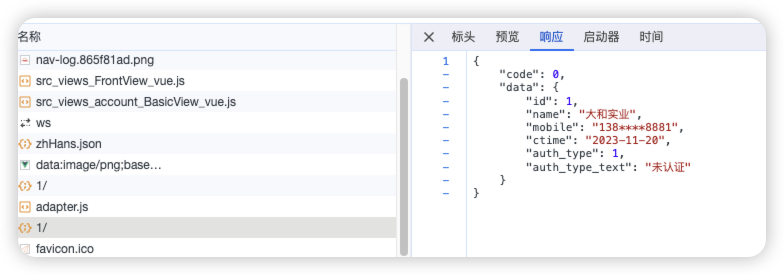 名称
nav-log.865f81ad.png
src_views_FrontView_vue.js
src_views_account_BasicView_vue.js
ws
zhHans.json
data:image/png;base…
1/
adapter.js
1/
favicon.ico
标头 预览 响应 启动器 时间
1 {
– "code": 0,
– "data": {
– "id": 1,
– "name": "大和实业",
– "mobile": "138****8881",
– "ctime": "2023-11-20",
– "auth_type": 1,
– "auth_type_text": "未认证"
– }
– }